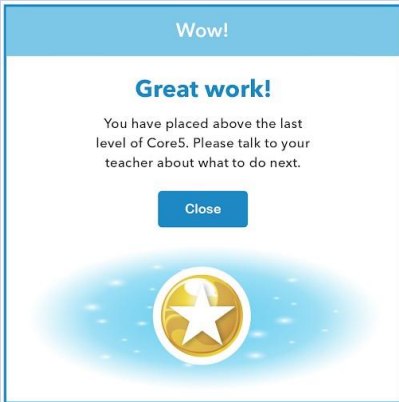 Wow!
Great work!
You have placed above the last
level of Core5. Please talk to your
teacher about what to do next.
Close